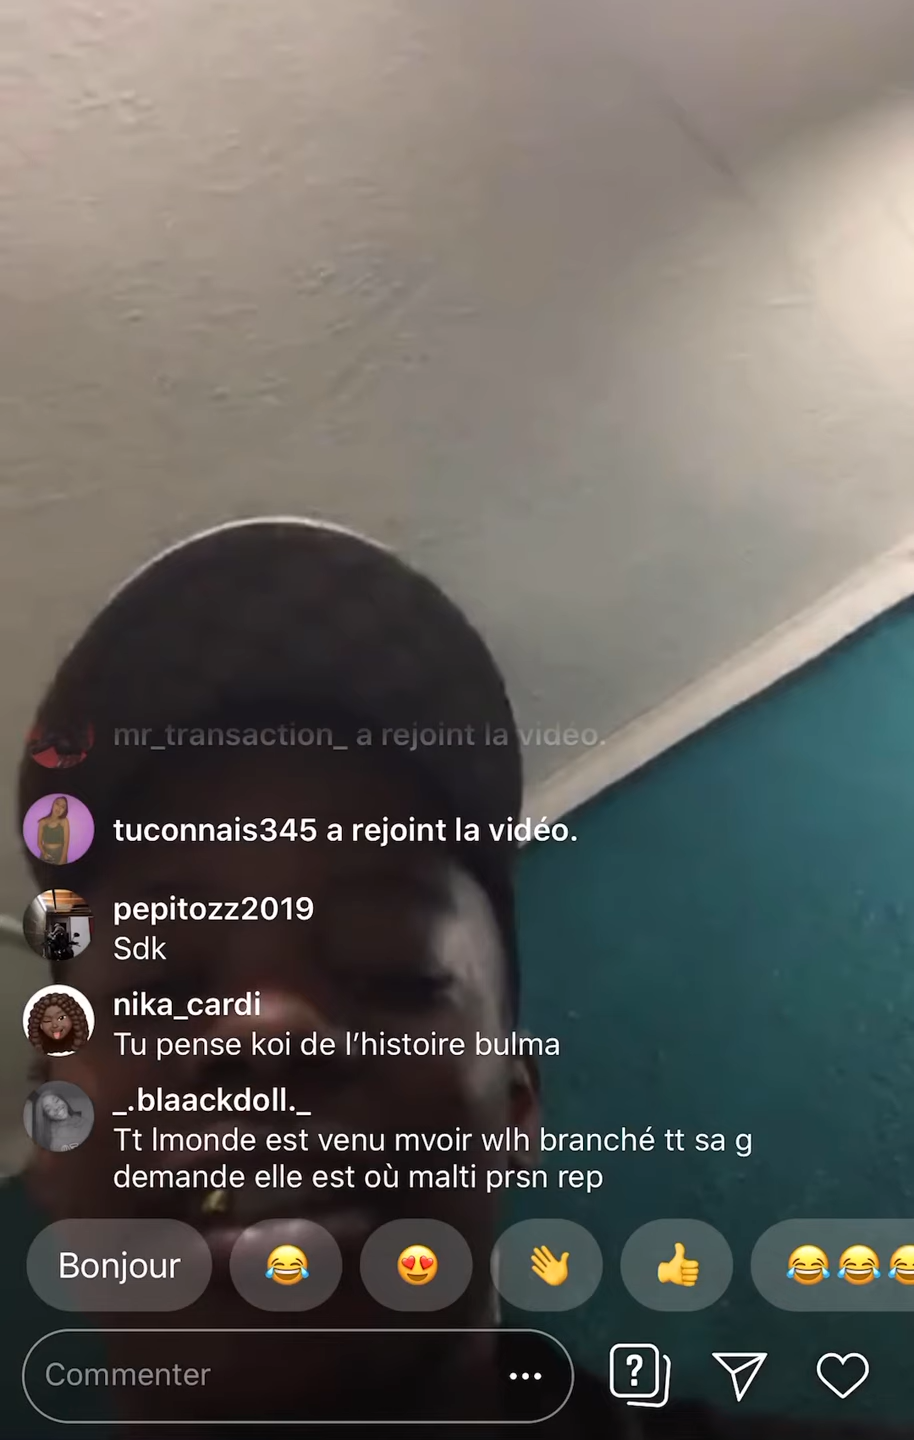 mr_transaction_ a rejoint la vidéo.
tuconnais345 a rejoint la vidéo.
pepitozz2019
Sdk
nika_cardi
Tu pense koi de l’histoire bulma
_.blaackdoll._
Tt lmonde est venu mvoir wlh branché tt sa g
demande elle est où malti prsn rep
Bonjour
Commenter